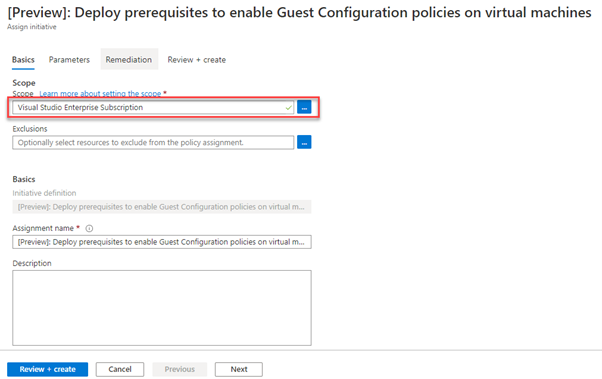 [Preview]: Deploy prerequisites to enable Guest Configuration policies on virtual machines
Assign initiative
Basics Parameters Remediation Review + create
Scope
Scope Learn more about setting the scope *
Visual Studio Enterprise Subscription ...
Exclusions
Optionally select resources to exclude from the policy assignment. ...
Basics
Initiative definition
[Preview]: Deploy prerequisites to enable Guest Configuration policies on virtual m...
Assignment name *
[Preview]: Deploy prerequisites to enable Guest Configuration policies on virtual m...
Description
Review + create Cancel Previous Next